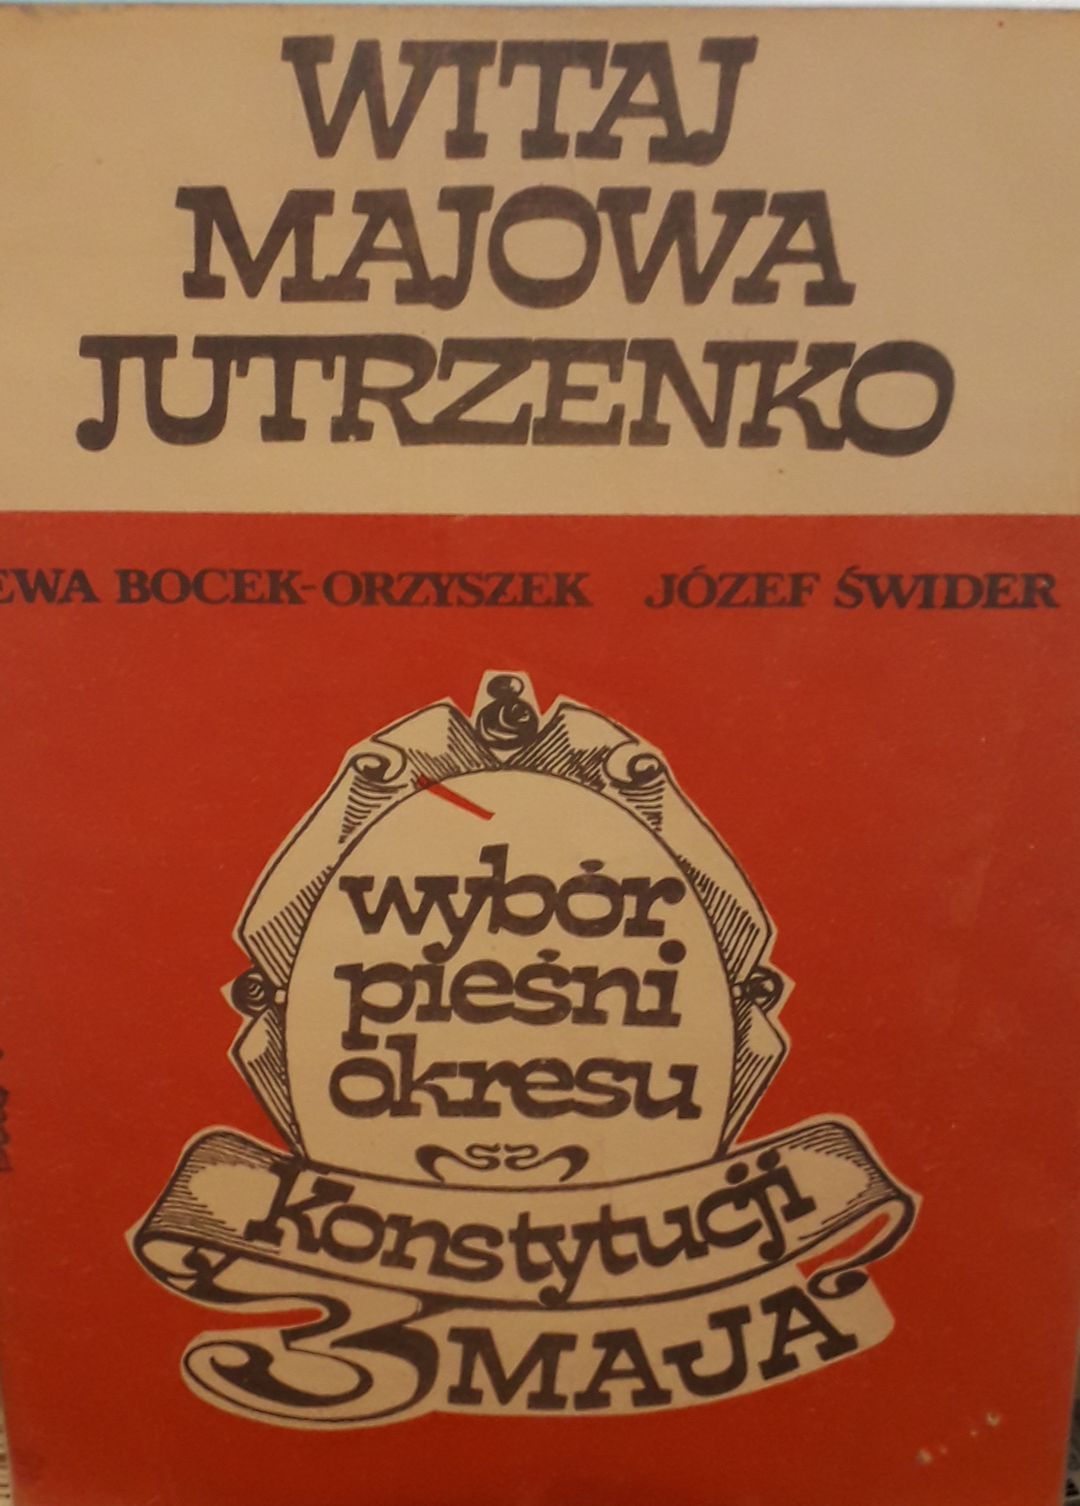 WITAJ
MAJOWA
JUTRZENKO
EWA BOCEK-ORZYSZEK JÓZEF ŚWIDER
wybór
pieśni
okresu
Konstytucji
3 MAJA